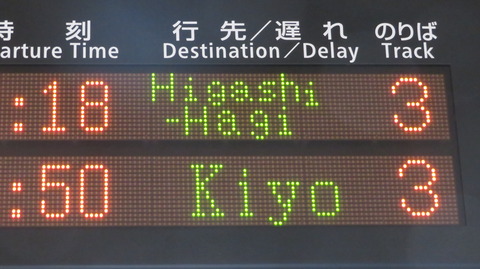 時 刻 行 先／遅 れ のりば
arture Time Destination／Delay Track
:18 Higashi 3
-Hagi
:50 Kiyo 3